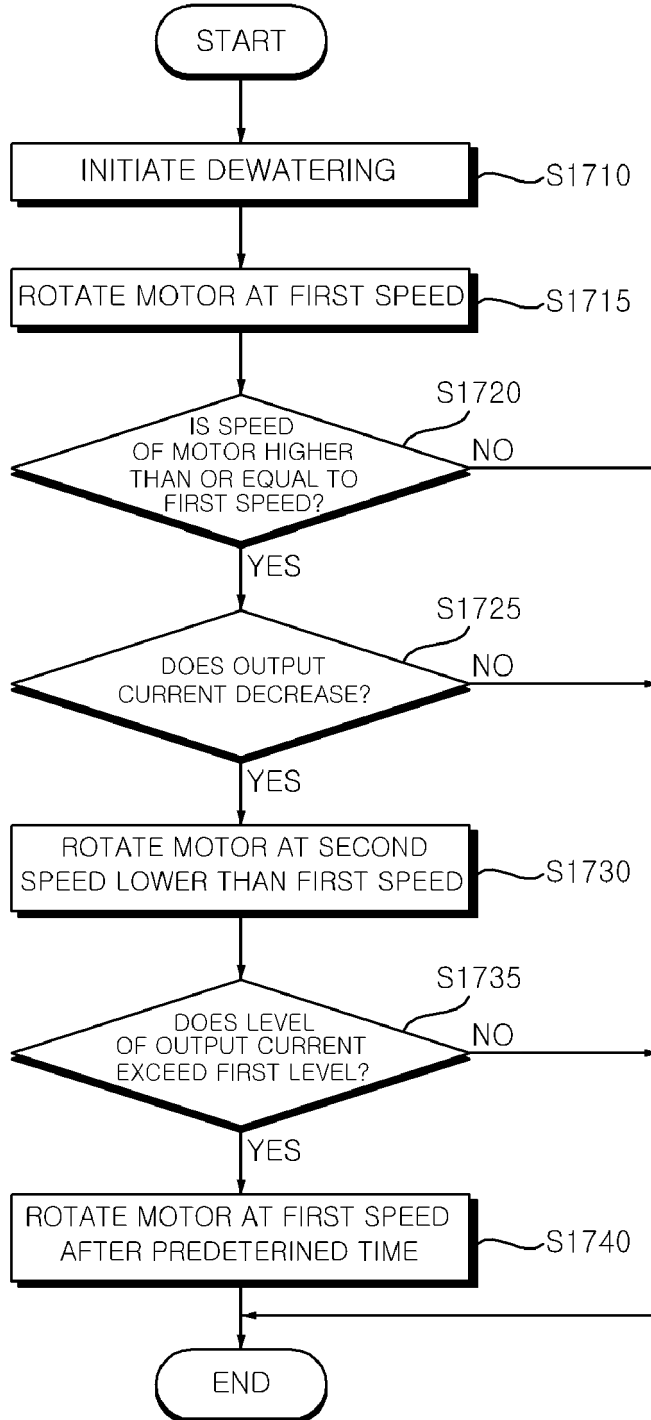 START
INITIATE DEWATERING
S1710
ROTATE MOTOR AT FIRST SPEED
S1715
S1720
IS SPEED
OF MOTOR HIGHER
THAN OR EQUAL TO
FIRST SPEED?
NO
YES
S1725
DOES OUTPUT
CURRENT DECREASE?
NO
YES
ROTATE MOTOR AT SECOND
SPEED LOWER THAN FIRST SPEED
S1730
S1735
DOES LEVEL
OF OUTPUT CURRENT
EXCEED FIRST LEVEL?
NO
YES
ROTATE MOTOR AT FIRST SPEED
AFTER PREDETERINED TIME
S1740
END